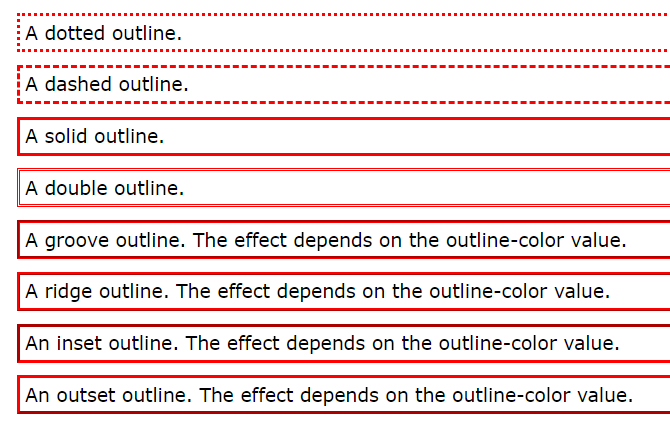 A dotted outline.
A dashed outline.
A solid outline.
A double outline.
A groove outline. The effect depends on the outline-color value.
A ridge outline. The effect depends on the outline-color value.
An inset outline. The effect depends on the outline-color value.
An outset outline. The effect depends on the outline-color value.